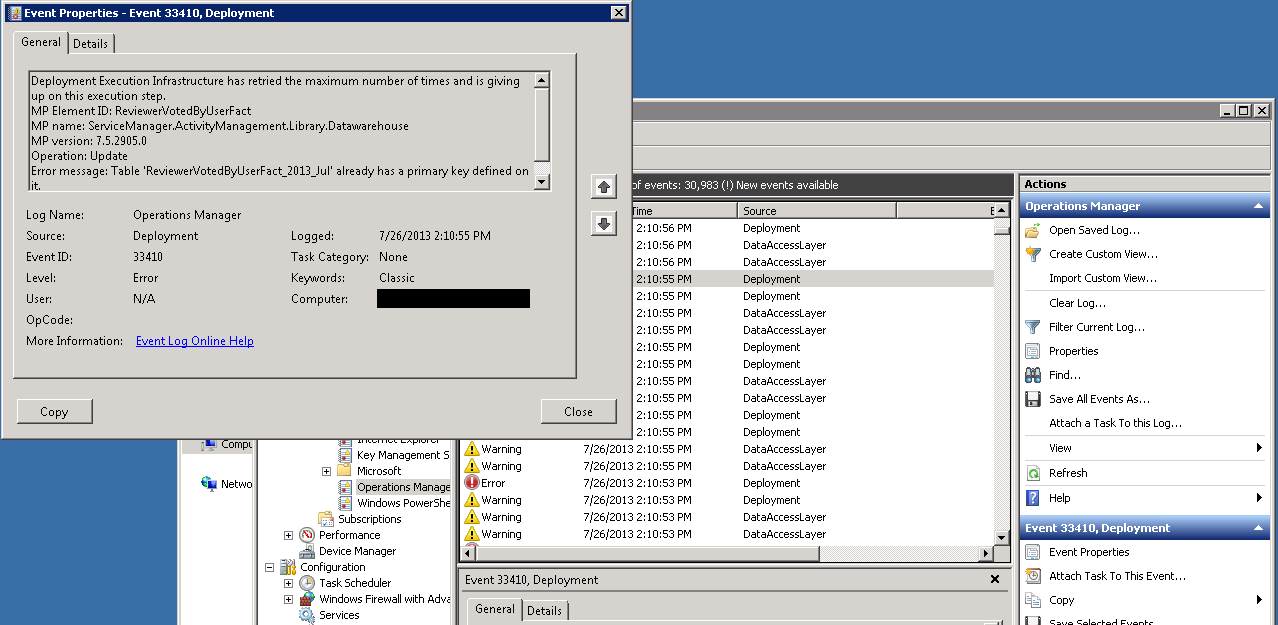 Event Properties - Event 33410, Deployment
General
Details
Deployment Execution Infrastructure has retried the maximum number of times and is giving
up on this execution step.
MP Element ID: ReviewerVotedByUserFact
MP name: ServiceManager.ActivityManagement.Library.Datawarehouse
MP version: 7.5.2905.0
Operation: Update
Error message: Table 'ReviewerVotedByUserFact_2013_Jul' already has a primary key defined on
it.
Log Name: Operations Manager
Source: Deployment Logged: 7/26/2013 2:10:55 PM
Event ID: 33410 Task Category: None
Level: Error Keywords: Classic
User: N/A Computer:
OpCode:
More Information: Event Log Online Help
Copy
Close
of events: 30,983 (!) New events available
Time Source E
2:10:56 PM Deployment
2:10:56 PM DataAccessLayer
2:10:56 PM DataAccessLayer
2:10:55 PM Deployment
2:10:55 PM Deployment
2:10:55 PM DataAccessLayer
2:10:55 PM DataAccessLayer
2:10:55 PM Deployment
2:10:55 PM Deployment
2:10:55 PM DataAccessLayer
2:10:55 PM DataAccessLayer
2:10:55 PM Deployment
2:10:55 PM Deployment
Warning 7/26/2013 2:10:55 PM DataAccessLayer
Warning 7/26/2013 2:10:55 PM DataAccessLayer
Error 7/26/2013 2:10:53 PM Deployment
Warning 7/26/2013 2:10:53 PM Deployment
Warning 7/26/2013 2:10:53 PM DataAccessLayer
Warning 7/26/2013 2:10:53 PM DataAccessLayer
Event 33410, Deployment
General
Details
Compu
Netwo
Internet Explorer
Key Management S
Microsoft
Operations Manage
Windows PowerShe
Subscriptions
Performance
Device Manager
Configuration
Task Scheduler
Windows Firewall with Adva
Services
Actions
Operations Manager
Open Saved Log...
Create Custom View...
Import Custom View...
Clear Log...
Filter Current Log...
Properties
Find...
Save All Events As...
Attach a Task To this Log...
View
Refresh
Help
Event 33410, Deployment
Event Properties
Attach Task To This Event...
Copy
Save Selected Events